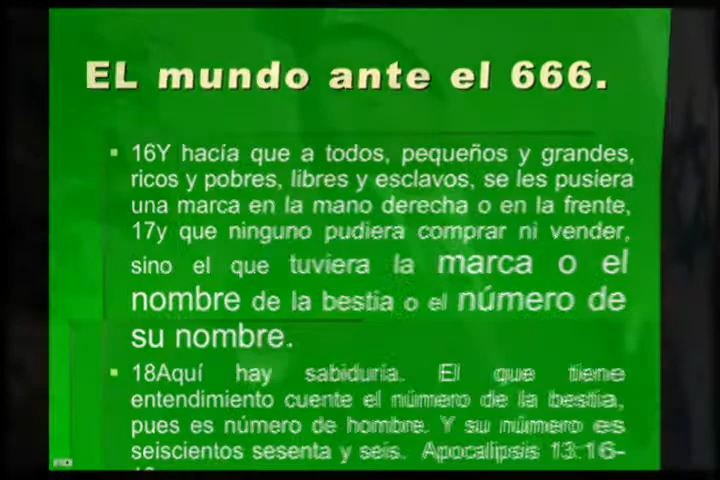 EL mundo ante el 666.
16Y hacía que a todos, pequeños y grandes,
ricos y pobres, libres y esclavos, se les pusiera
una marca en la mano derecha o en la frente,
17y que ninguno pudiera comprar ni vender,
sino el que tuviera la marca o el
nombre de la bestia o el número de
su nombre.
18Aquí hay sabiduría. El que tiene
entendimiento cuente el número de la bestia,
pues es número de hombre. Y su número es
seiscientos sesenta y seis. Apocalipsis 13:16-